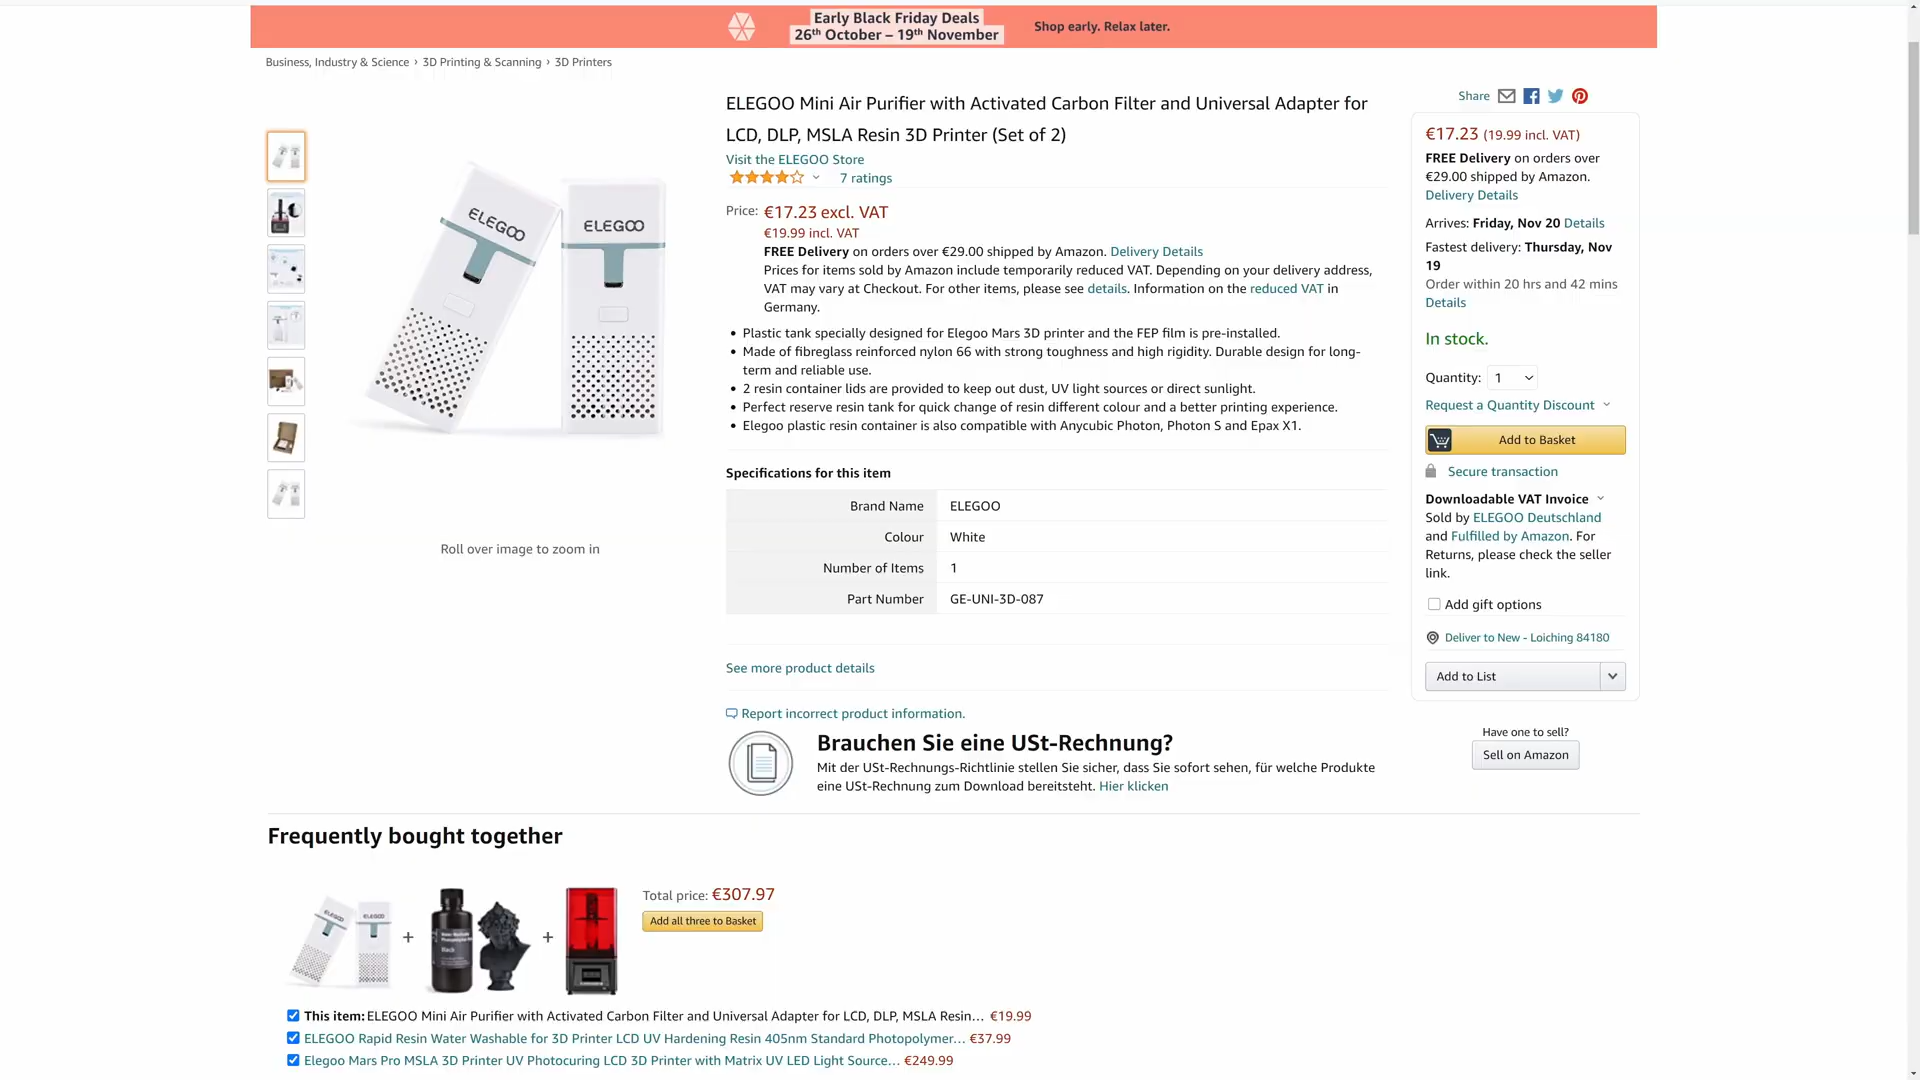 Early Black Friday Deals
26th October – 19th November
Shop early. Relax later.
Business, Industry & Science › 3D Printing & Scanning › 3D Printers
ELEGOO Mini Air Purifier with Activated Carbon Filter and Universal Adapter for
LCD, DLP, MSLA Resin 3D Printer (Set of 2)
Visit the ELEGOO Store
7 ratings
Price: €17.23 excl. VAT
€19.99 incl. VAT
FREE Delivery on orders over €29.00 shipped by Amazon. Delivery Details
Prices for items sold by Amazon include temporarily reduced VAT. Depending on your delivery address,
VAT may vary at Checkout. For other items, please see details. Information on the reduced VAT in
Germany.
• Plastic tank specially designed for Elegoo Mars 3D printer and the FEP film is pre-installed.
• Made of fibreglass reinforced nylon 66 with strong toughness and high rigidity. Durable design for long-
term and reliable use.
• 2 resin container lids are provided to keep out dust, UV light sources or direct sunlight.
• Perfect reserve resin tank for quick change of resin different colour and a better printing experience.
• Elegoo plastic resin container is also compatible with Anycubic Photon, Photon S and Epax X1.
ELEGOO
ELEGOO
Roll over image to zoom in
Specifications for this item
Brand Name ELEGOO
Colour White
Number of Items 1
Part Number GE-UNI-3D-087
See more product details
Report incorrect product information.
Brauchen Sie eine USt-Rechnung?
Mit der USt-Rechnungs-Richtlinie stellen Sie sicher, dass Sie sofort sehen, für welche Produkte
eine USt-Rechnung zum Download bereitsteht. Hier klicken
Share
€17.23 (19.99 incl. VAT)
FREE Delivery on orders over
€29.00 shipped by Amazon.
Delivery Details
Arrives: Friday, Nov 20 Details
Fastest delivery: Thursday, Nov
19
Order within 20 hrs and 42 mins
Details
In stock.
Quantity: 1
Request a Quantity Discount
Add to Basket
Secure transaction
Downloadable VAT Invoice
Sold by ELEGOO Deutschland
and Fulfilled by Amazon. For
Returns, please check the seller
link.
Add gift options
Deliver to New - Loiching 84180
Add to List
Have one to sell?
Sell on Amazon
Frequently bought together
ELEGOO
ELEGOO
+
+
Total price: €307.97
Add all three to Basket
This item: ELEGOO Mini Air Purifier with Activated Carbon Filter and Universal Adapter for LCD, DLP, MSLA Resin… €19.99
ELEGOO Rapid Resin Water Washable for 3D Printer LCD UV Hardening Resin 405nm Standard Photopolymer… €37.99
Elegoo Mars Pro MSLA 3D Printer UV Photocuring LCD 3D Printer with Matrix UV LED Light Source… €249.99